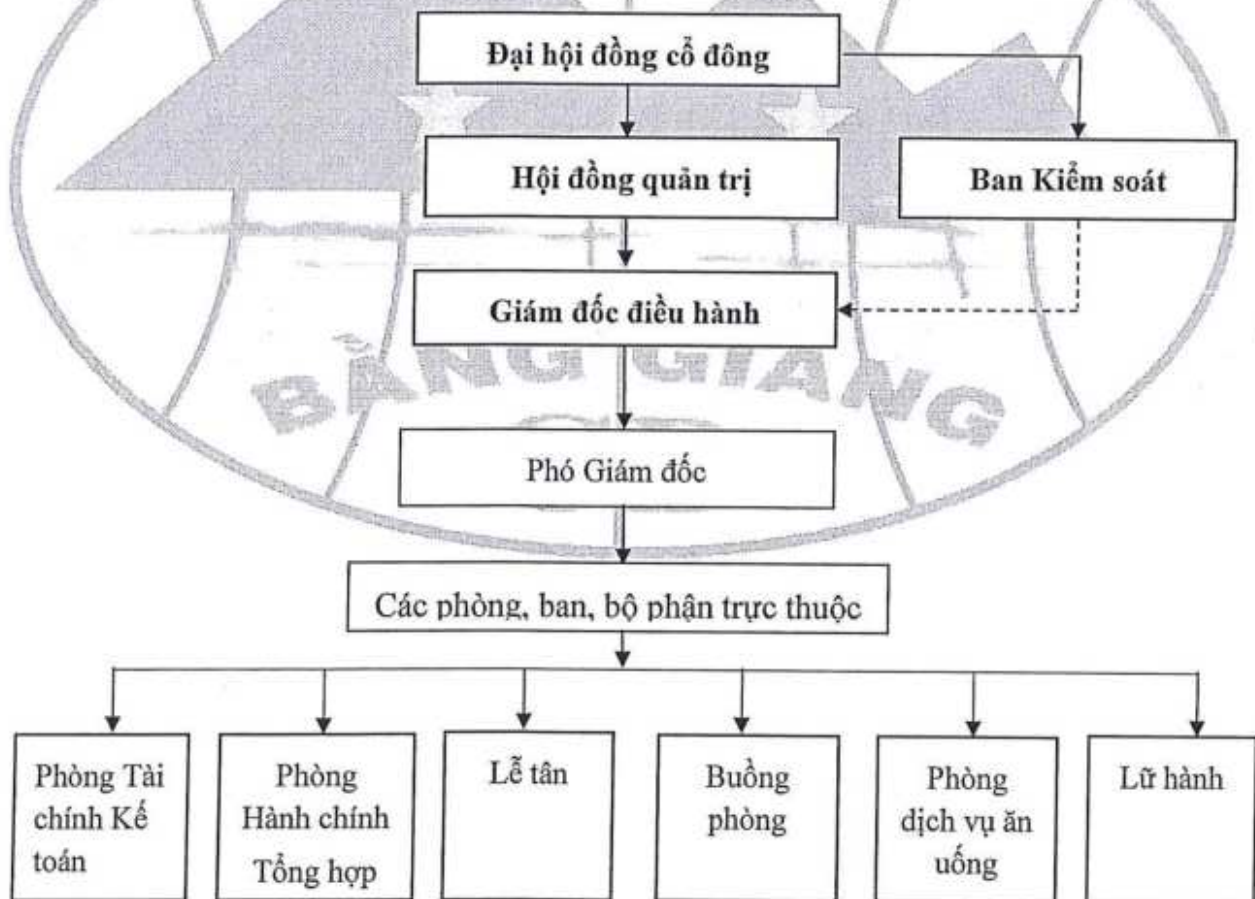 Đại hội đồng cổ đông
Hội đồng quản trị
Ban Kiểm soát
Giám đốc điều hành
BẰNG GIANG
Phó Giám đốc
Các phòng, ban, bộ phận trực thuộc
Phòng Tài
chính Kế
toán
Phòng
Hành chính
Tổng hợp
Lễ tân
Buồng
phòng
Phòng
dịch vụ ăn
uống
Lữ hành